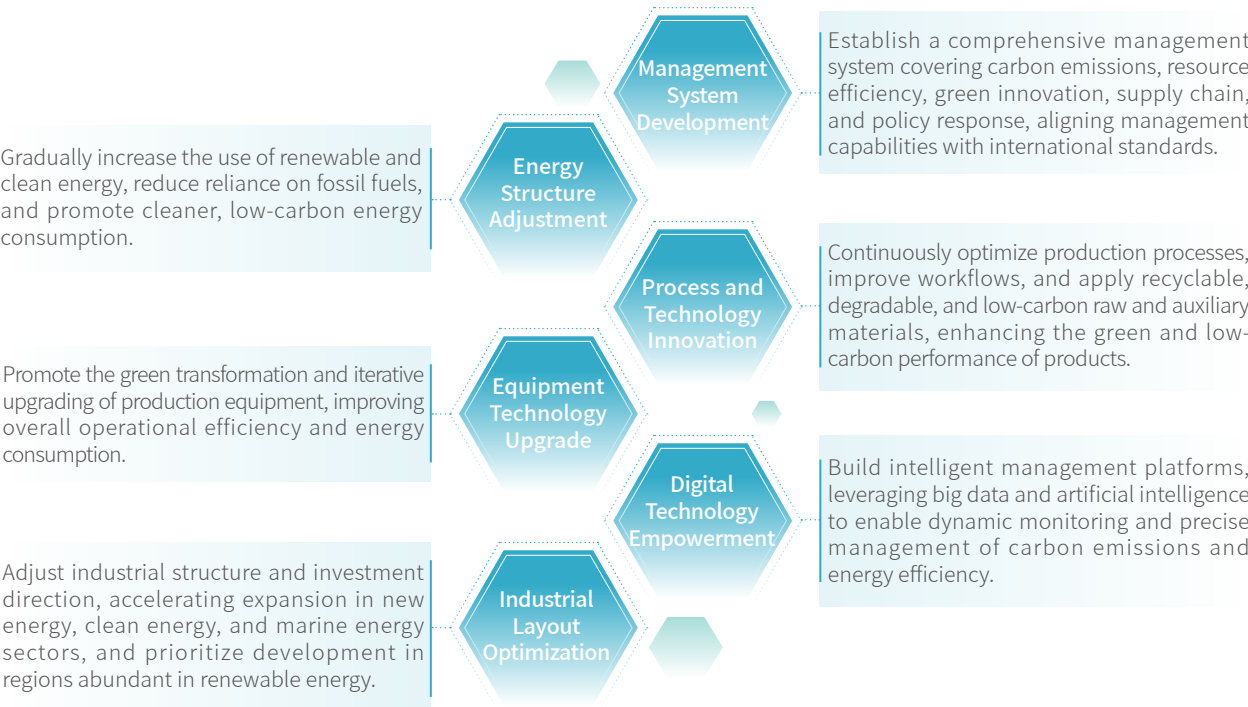 Management
System
Development
Establish a comprehensive management
system covering carbon emissions, resource
efficiency, green innovation, supply chain,
and policy response, aligning management
capabilities with international standards.
Gradually increase the use of renewable and
clean energy, reduce reliance on fossil fuels,
and promote cleaner, low-carbon energy
consumption.
Energy
Structure
Adjustment
Process and
Technology
Innovation
Continuously optimize production processes,
improve workflows, and apply recyclable,
degradable, and low-carbon raw and auxiliary
materials, enhancing the green and low-
carbon performance of products.
Promote the green transformation and iterative
upgrading of production equipment, improving
overall operational efficiency and energy
consumption.
Equipment
Technology
Upgrade
Digital
Technology
Empowerment
Build intelligent management platforms,
leveraging big data and artificial intelligence
to enable dynamic monitoring and precise
management of carbon emissions and
energy efficiency.
Adjust industrial structure and investment
direction, accelerating expansion in new
energy, clean energy, and marine energy
sectors, and prioritize development in
regions abundant in renewable energy.
Industrial
Layout
Optimization